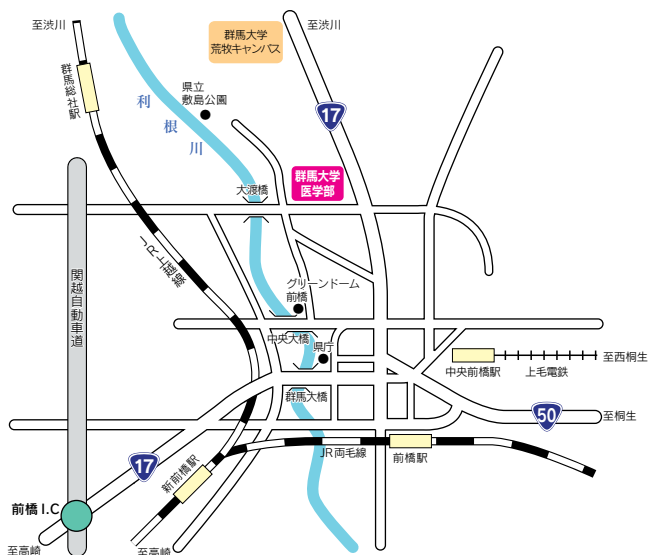 至渋川
群馬大学
荒牧キャンパス
至渋川
群馬総社駅
県立
敷島公園
利根川
17
群馬大学
医学部
大渡橋
JR上越線
関越自動車道
グリーンドーム
前橋
中央大橋
県庁
中央前橋駅
上毛電鉄
至西桐生
群馬大橋
50
至桐生
JR両毛線
前橋駅
17
新前橋駅
前橋 I.C
至高崎
至高崎